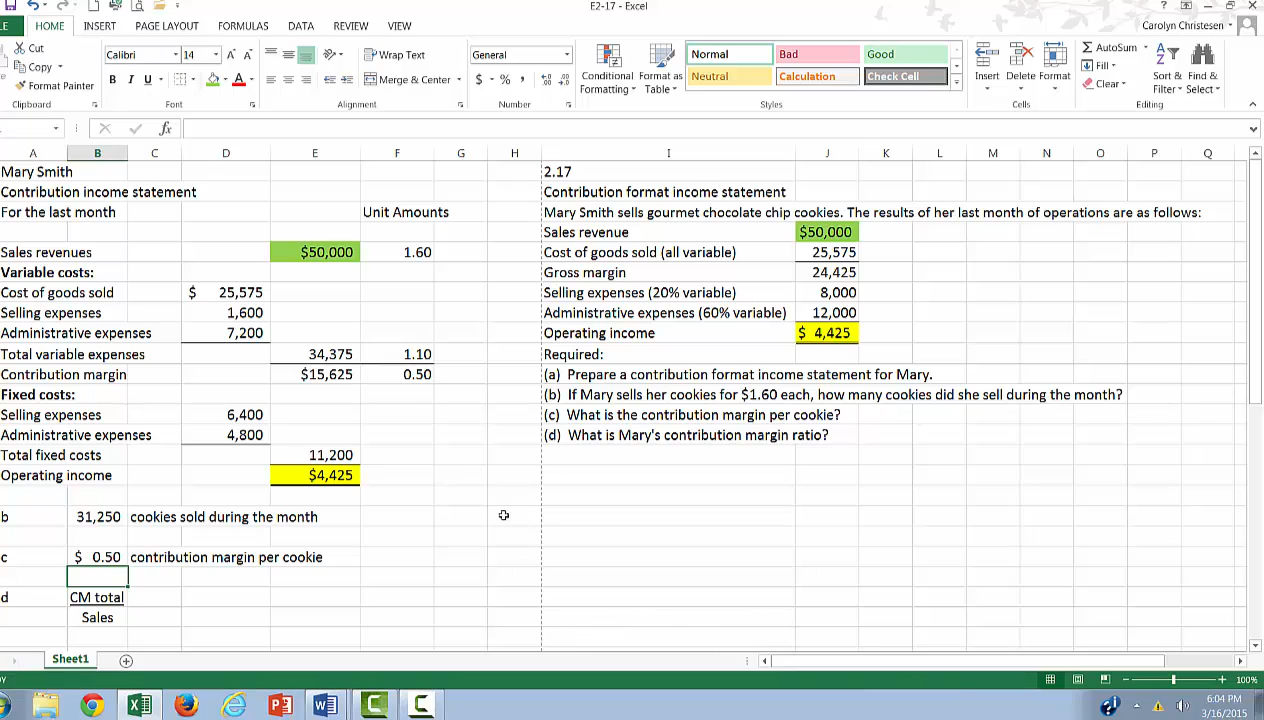 E2-17 - Excel
LE HOME INSERT PAGE LAYOUT FORMULAS DATA REVIEW VIEW Carolyn Christesen
Cut
Copy
Format Painter
Clipboard
Calibri 14
B I U
Font
Wrap Text
Merge & Center
Alignment
General
$ % ,
Number
Conditional Formatting
Format as Table
Normal Bad Good
Neutral Calculation Check Cell
Styles
Insert Delete Format
Cells
AutoSum
Fill
Clear
Sort & Filter
Find & Select
Editing
fx
A B C D E F G H I J K L M N O P Q
Mary Smith
Contribution income statement
For the last month Unit Amounts
Sales revenues $50,000 1.60
Variable costs:
Cost of goods sold $ 25,575
Selling expenses 1,600
Administrative expenses 7,200
Total variable expenses 34,375 1.10
Contribution margin $15,625 0.50
Fixed costs:
Selling expenses 6,400
Administrative expenses 4,800
Total fixed costs 11,200
Operating income $4,425
b 31,250 cookies sold during the month
c $ 0.50 contribution margin per cookie
d CM total
Sales
2.17
Contribution format income statement
Mary Smith sells gourmet chocolate chip cookies. The results of her last month of operations are as follows:
Sales revenue $50,000
Cost of goods sold (all variable) 25,575
Gross margin 24,425
Selling expenses (20% variable) 8,000
Administrative expenses (60% variable) 12,000
Operating income $ 4,425
Required:
(a) Prepare a contribution format income statement for Mary.
(b) If Mary sells her cookies for $1.60 each, how many cookies did she sell during the month?
(c) What is the contribution margin per cookie?
(d) What is Mary's contribution margin ratio?
Sheet1
100%
6:04 PM
3/16/2015